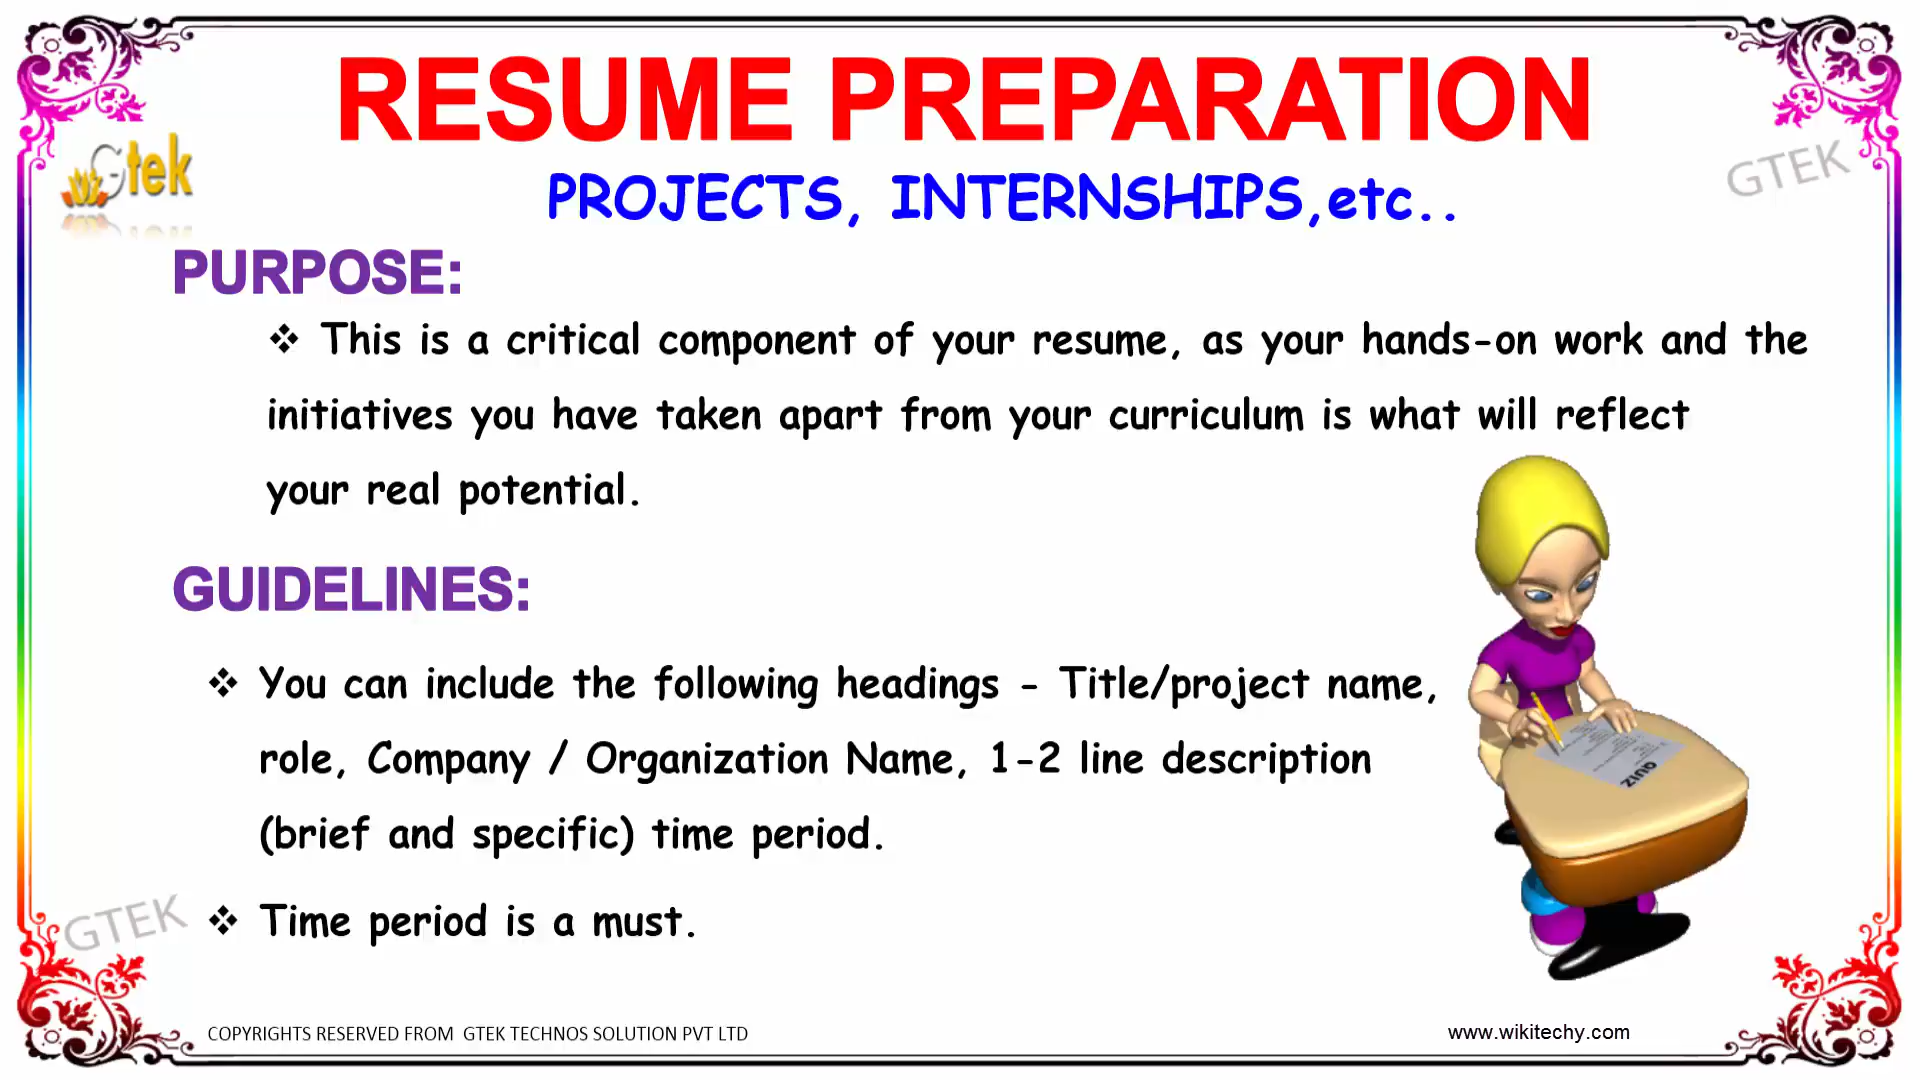 RESUME PREPARATION
Gtek
GTEK
PROJECTS, INTERNSHIPS,etc..
PURPOSE:
❖ This is a critical component of your resume, as your hands-on work and the
initiatives you have taken apart from your curriculum is what will reflect
your real potential.
GUIDELINES:
❖ You can include the following headings - Title/project name,
role, Company / Organization Name, 1-2 line description
(brief and specific) time period.
QUIZ
❖ Time period is a must.
GTEK
COPYRIGHTS RESERVED FROM GTEK TECHNOS SOLUTION PVT LTD
www.wikitechy.com